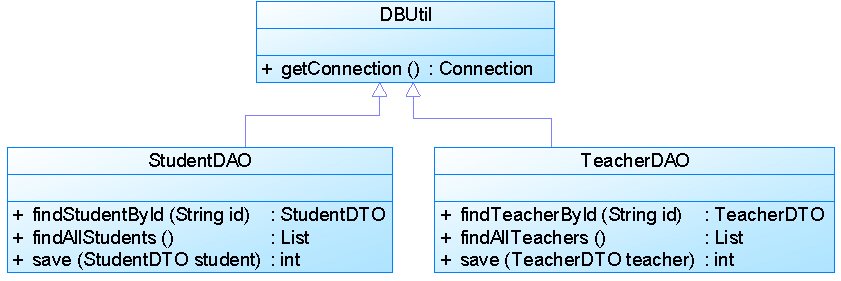 DBUtil
+ getConnection () : Connection
StudentDAO
+ findStudentById (String id) : StudentDTO
+ findAllStudents () : List
+ save (StudentDTO student) : int
TeacherDAO
+ findTeacherById (String id) : TeacherDTO
+ findAllTeachers () : List
+ save (TeacherDTO teacher) : int